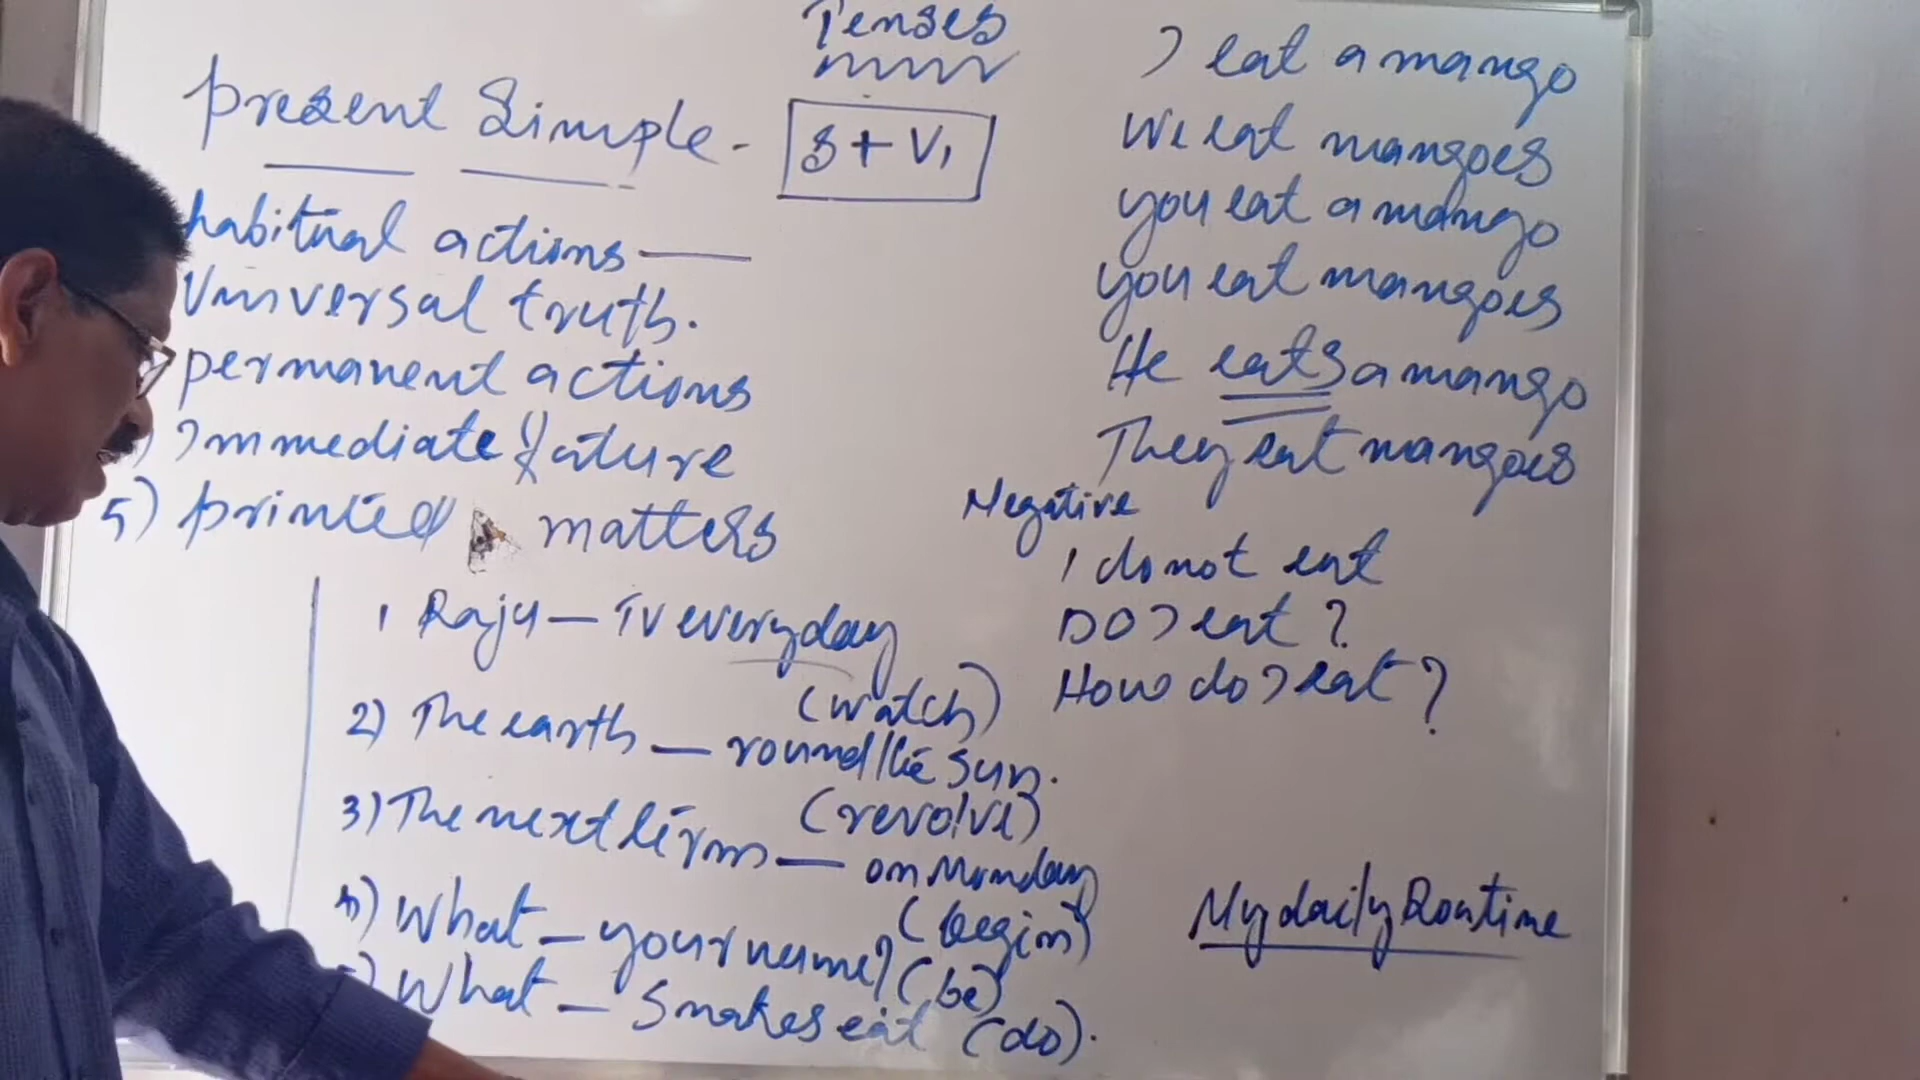 Tenses
Present Simple - S + V1
habitual actions —
Universal truth.
permanent actions
) Immediate future
5) printed matters
1 Raju — TV everyday
(watch)
2) The earth — round the sun.
(revolve)
3) The next term — on Monday
(begin)
4) What — your name? (be)
5) What — Snakes eat (do).
I eat a mango
We eat mangoes
you eat a mango
you eat mangoes
He eats a mango
They eat mangoes
Negative
I do not eat
DO I eat ?
How do I eat ?
My daily Routine